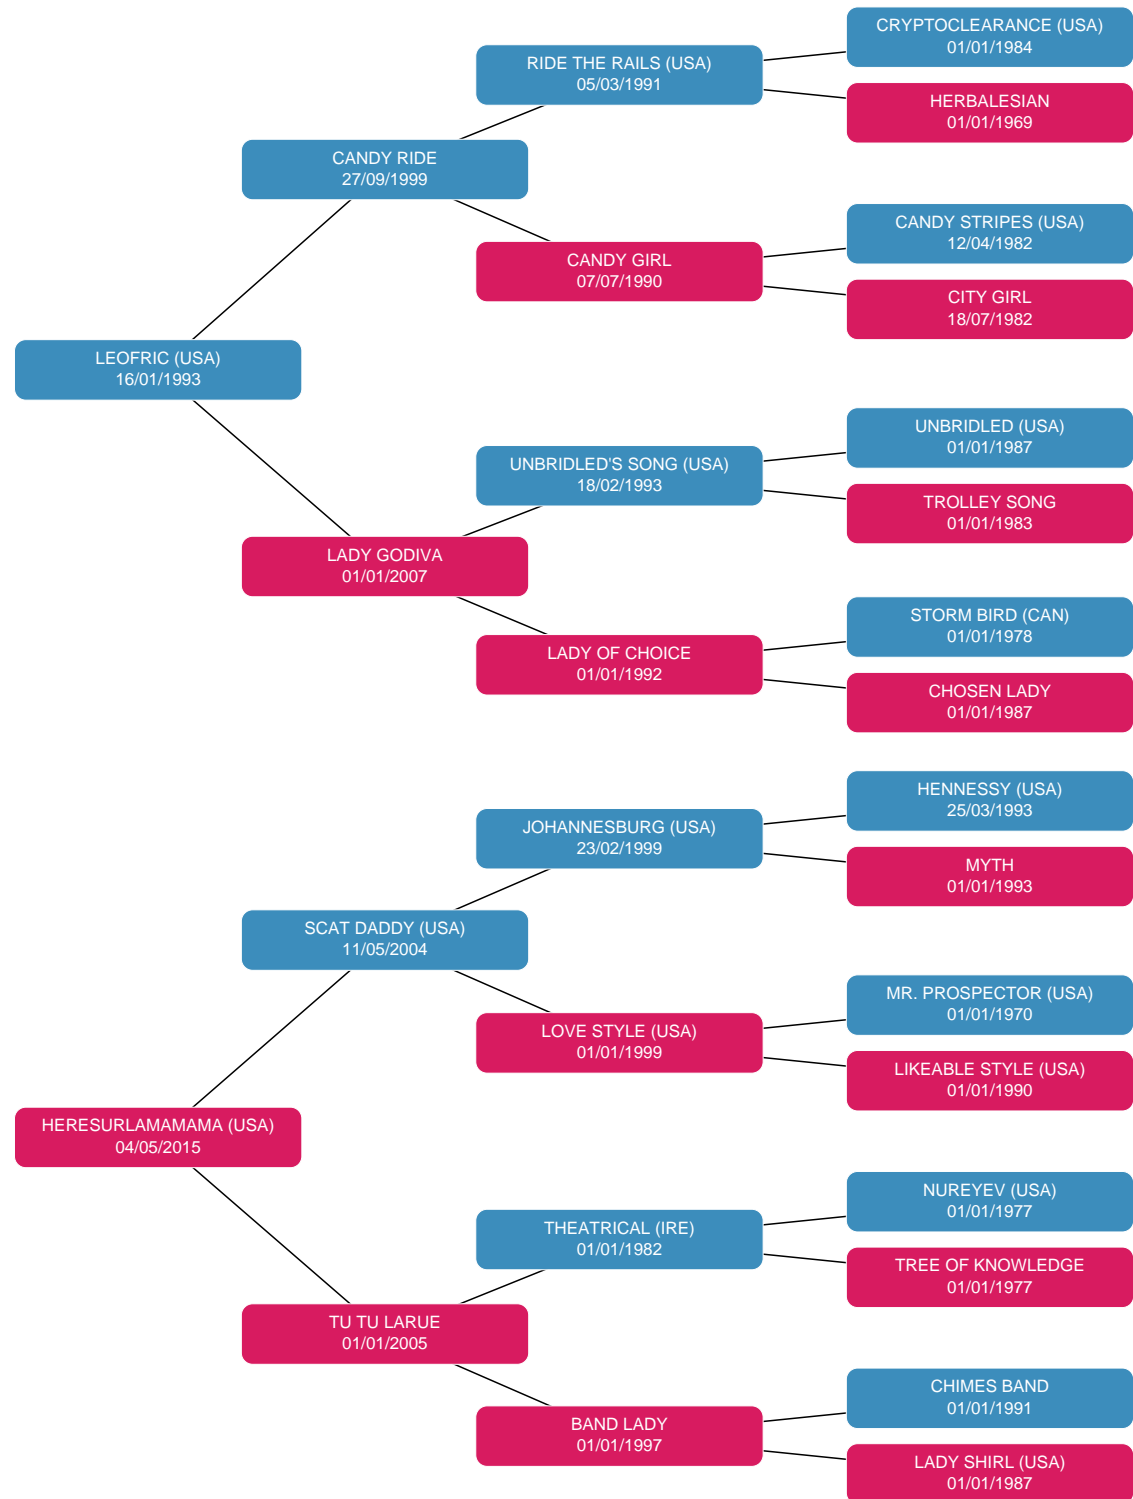 CRYPTOCLEARANCE (USA)
01/01/1984
RIDE THE RAILS (USA)
05/03/1991
HERBALESIAN
01/01/1969
CANDY RIDE
27/09/1999
CANDY STRIPES (USA)
12/04/1982
CANDY GIRL
07/07/1990
CITY GIRL
18/07/1982
LEOFRIC (USA)
16/01/1993
UNBRIDLED (USA)
01/01/1987
UNBRIDLED'S SONG (USA)
18/02/1993
TROLLEY SONG
01/01/1983
LADY GODIVA
01/01/2007
STORM BIRD (CAN)
01/01/1978
LADY OF CHOICE
01/01/1992
CHOSEN LADY
01/01/1987
HENNESSY (USA)
25/03/1993
JOHANNESBURG (USA)
23/02/1999
MYTH
01/01/1993
SCAT DADDY (USA)
11/05/2004
MR. PROSPECTOR (USA)
01/01/1970
LOVE STYLE (USA)
01/01/1999
LIKEABLE STYLE (USA)
01/01/1990
HERESURLAMAMAMA (USA)
04/05/2015
NUREYEV (USA)
01/01/1977
THEATRICAL (IRE)
01/01/1982
TREE OF KNOWLEDGE
01/01/1977
TU TU LARUE
01/01/2005
CHIMES BAND
01/01/1991
BAND LADY
01/01/1997
LADY SHIRL (USA)
01/01/1987